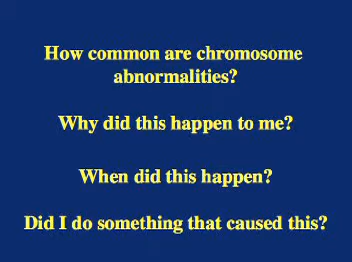 How common are chromosome
abnormalities?
Why did this happen to me?
When did this happen?
Did I do something that caused this?